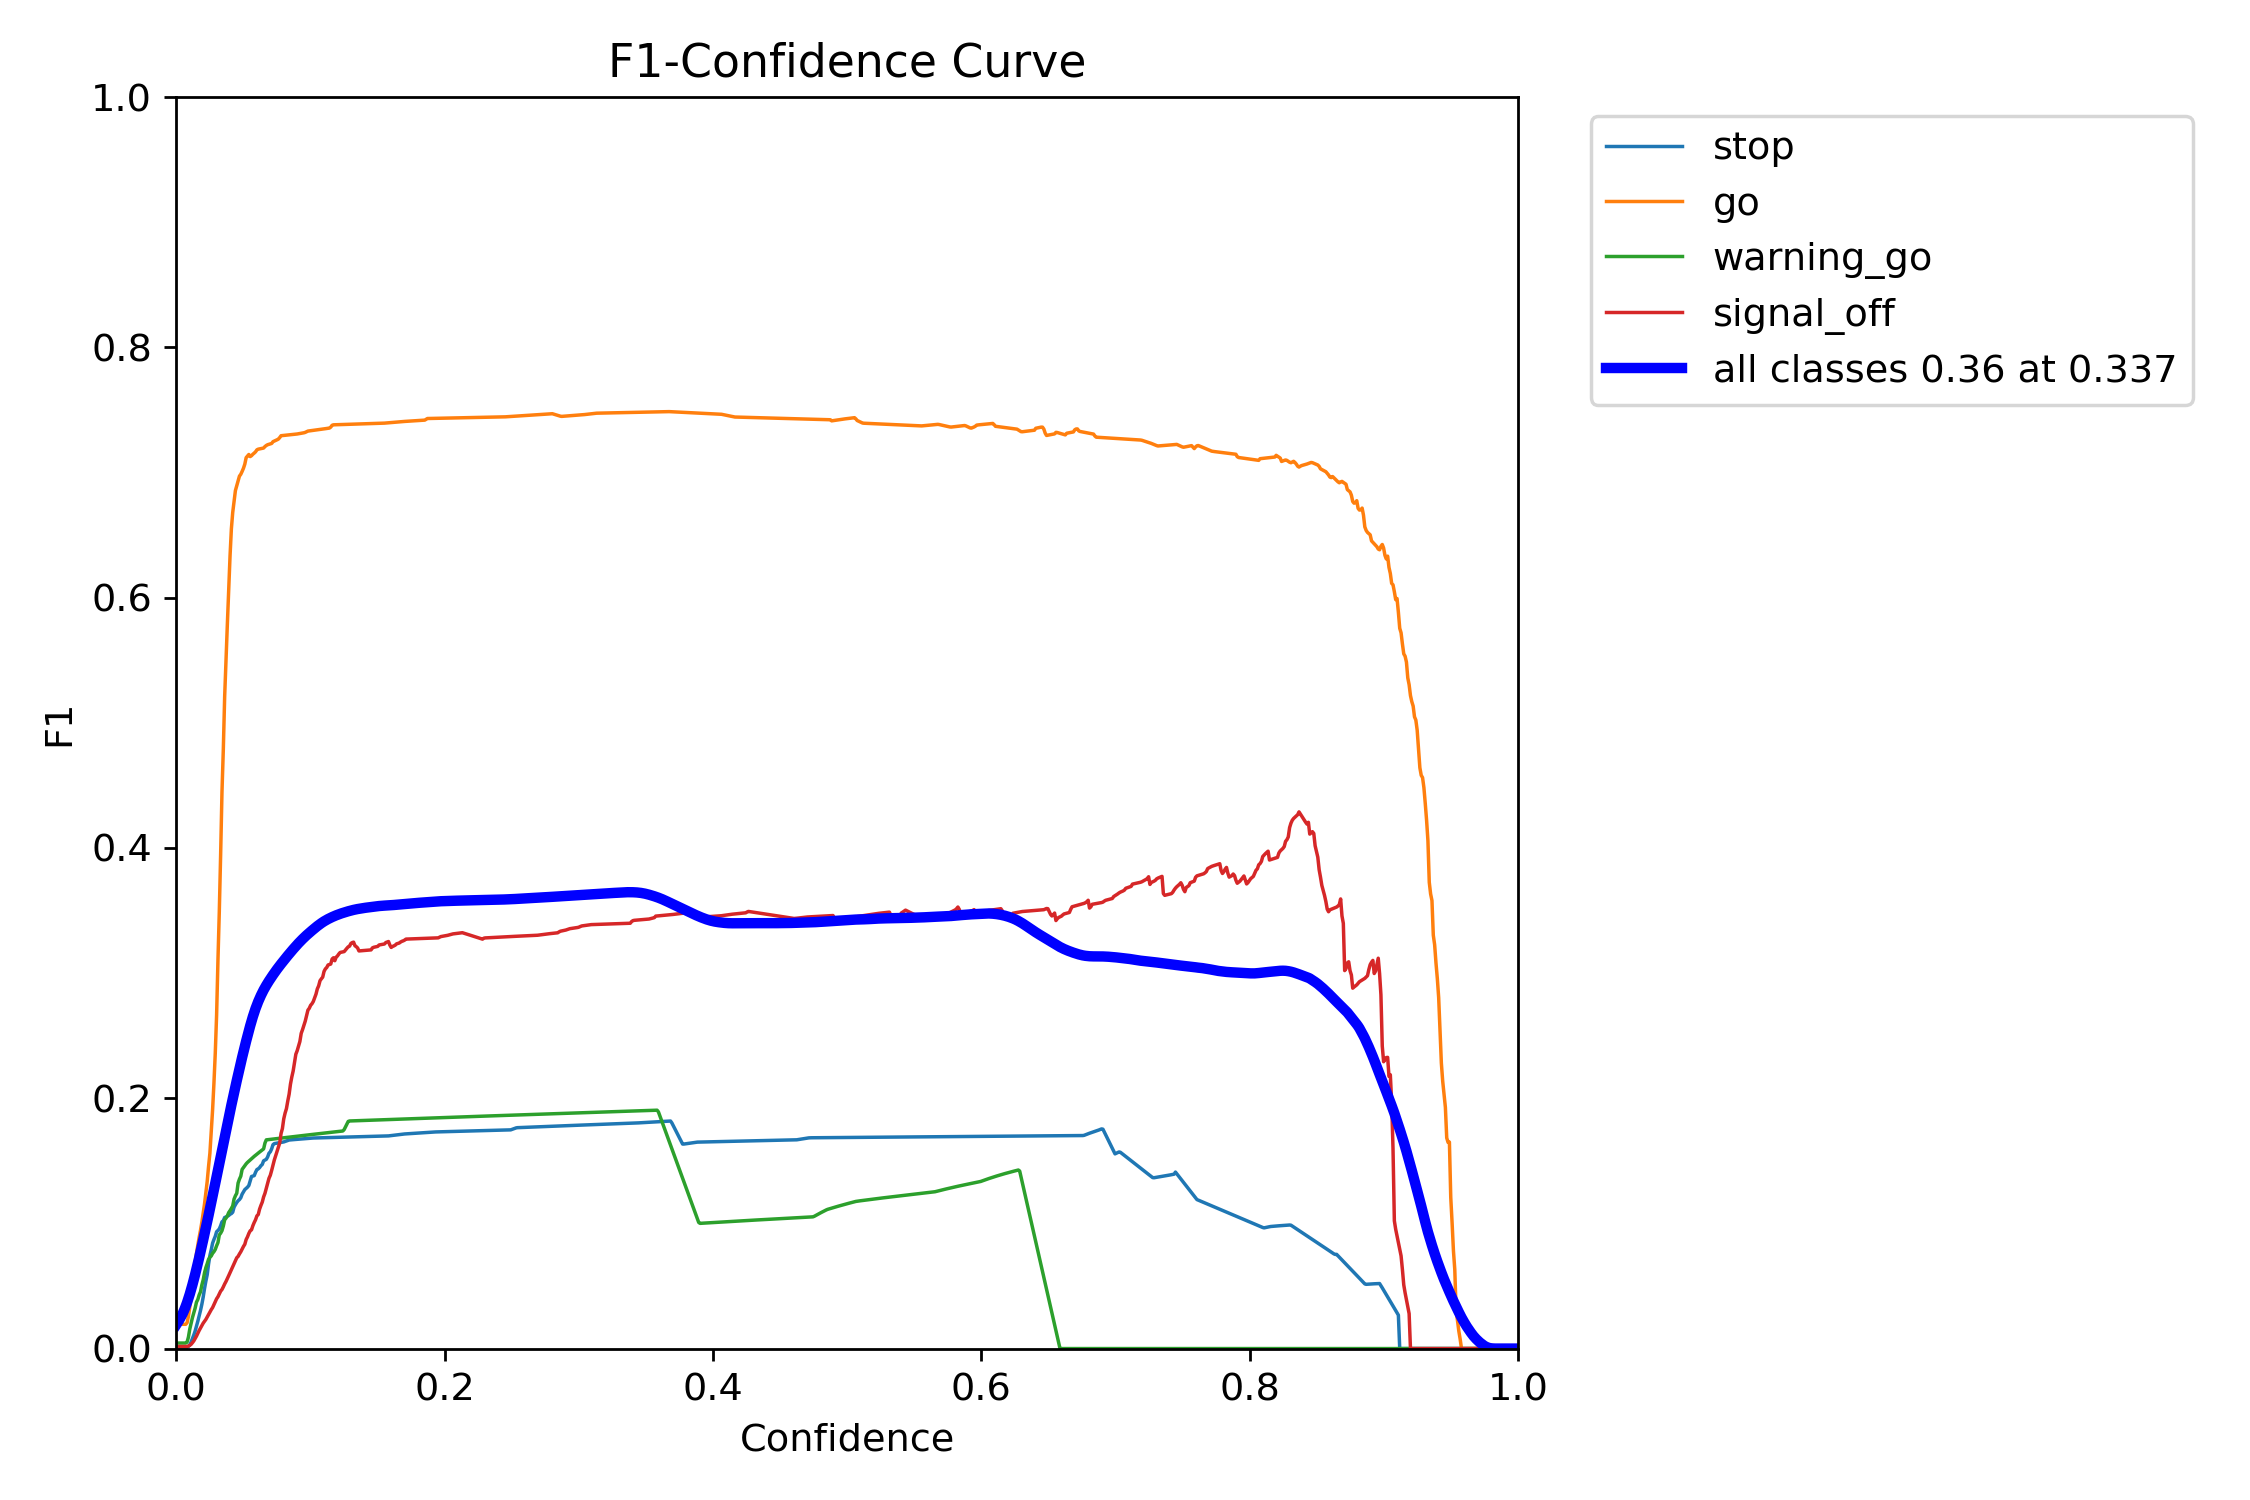 F1-Confidence Curve
1.0
0.8
0.6
0.4
0.2
0.0
F1
0.0 0.2 0.4 0.6 0.8 1.0
Confidence
stop
go
warning_go
signal_off
all classes 0.36 at 0.337